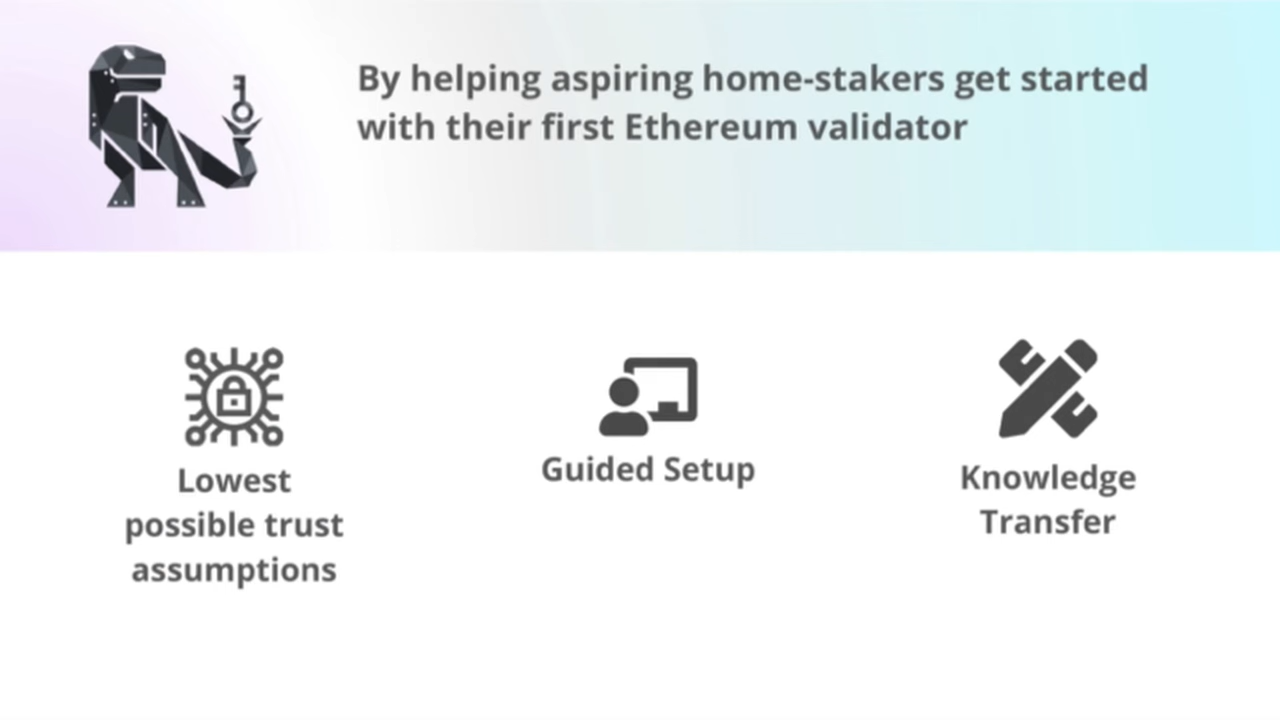 By helping aspiring home-stakers get started
with their first Ethereum validator
Lowest
possible trust
assumptions
Guided Setup
Knowledge
Transfer